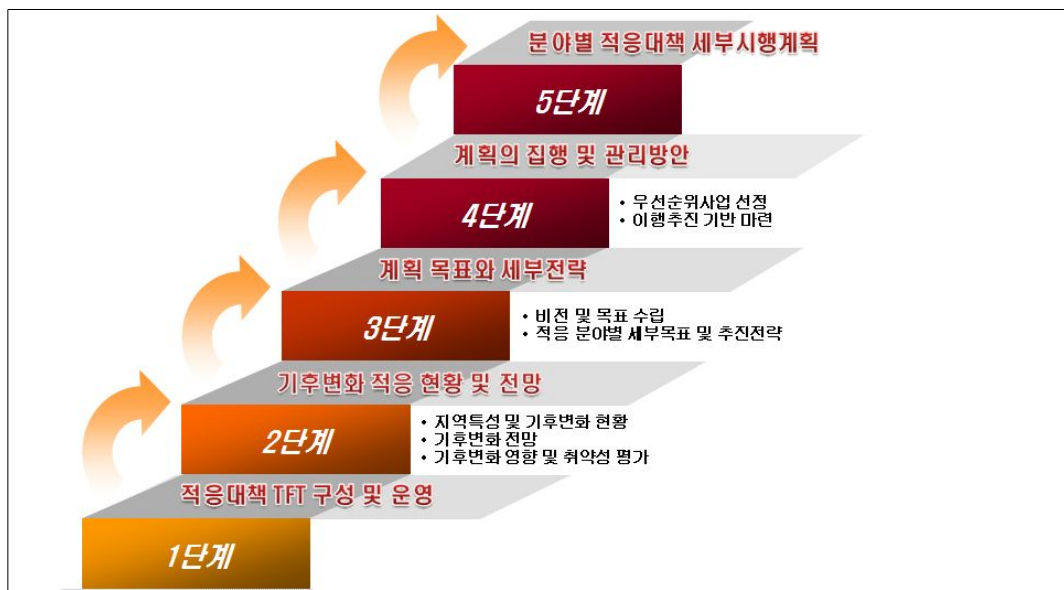 분야별 적응대책 세부시행계획
5단계
계획의 집행 및 관리방안
4단계
• 우선순위사업 선정
• 이행추진 기반 마련
계획 목표와 세부전략
3단계
• 비전 및 목표 수립
• 적응 분야별 세부목표 및 추진전략
기후변화 적응 현황 및 전망
2단계
• 지역특성 및 기후변화 현황
• 기후변화 전망
• 기후변화 영향 및 취약성 평가
적응대책 TFT 구성 및 운영
1단계